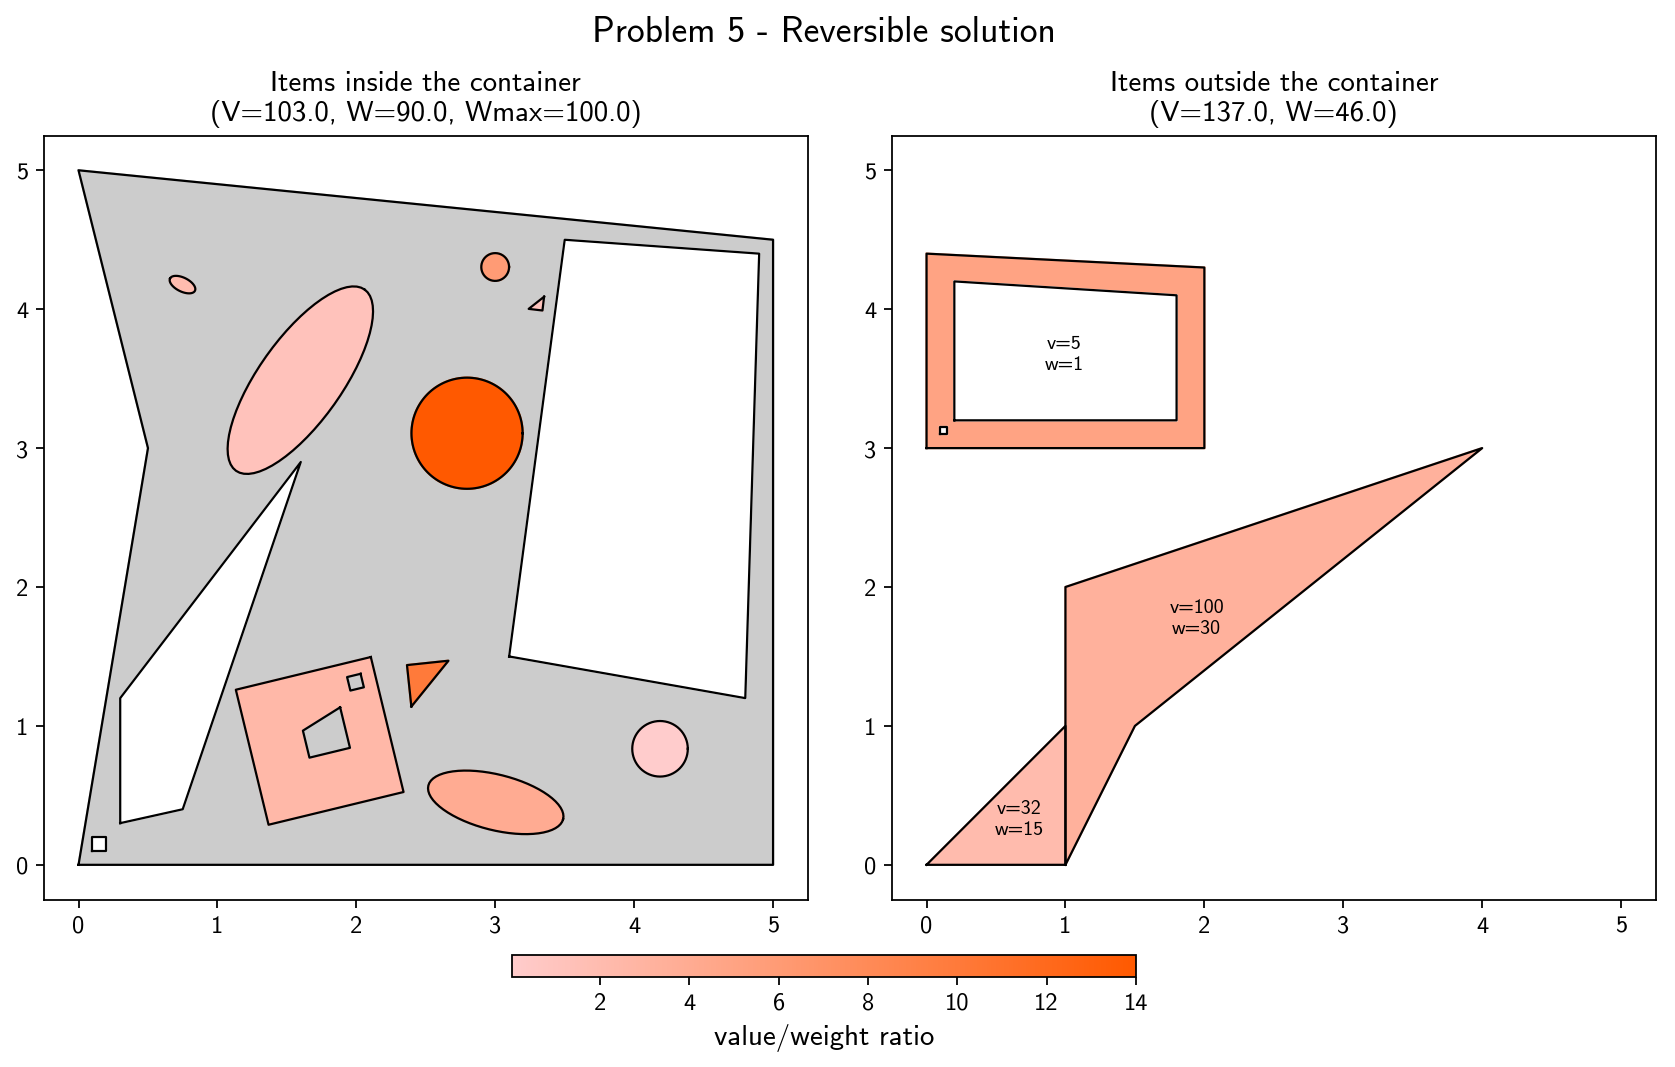 Problem 5 - Reversible solution
Items inside the container
(V=103.0, W=90.0, Wmax=100.0)
5
4
3
2
1
0
0 1 2 3 4 5
Items outside the container
(V=137.0, W=46.0)
5
4
3
2
1
0
v=5
w=1
v=100
w=30
v=32
w=15
0 1 2 3 4 5
2 4 6 8 10 12 14
value/weight ratio